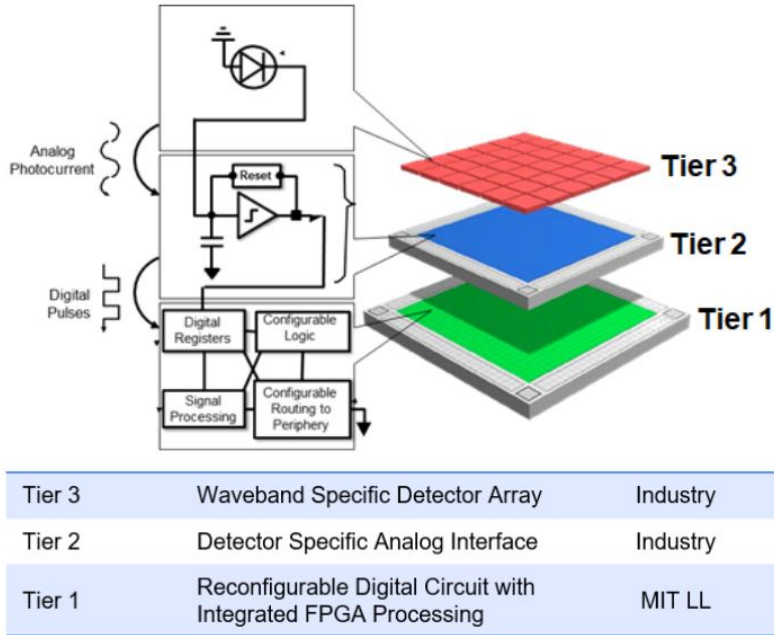 Analog
Photocurrent
Reset
Tier 3
Tier 2
Digital
Pulses
Tier 1
Digital
Registers
Configurable
Logic
Signal
Processing
Configurable
Routing to
Periphery
Tier 3 Waveband Specific Detector Array Industry
Tier 2 Detector Specific Analog Interface Industry
Tier 1 Reconfigurable Digital Circuit with
Integrated FPGA Processing MIT LL